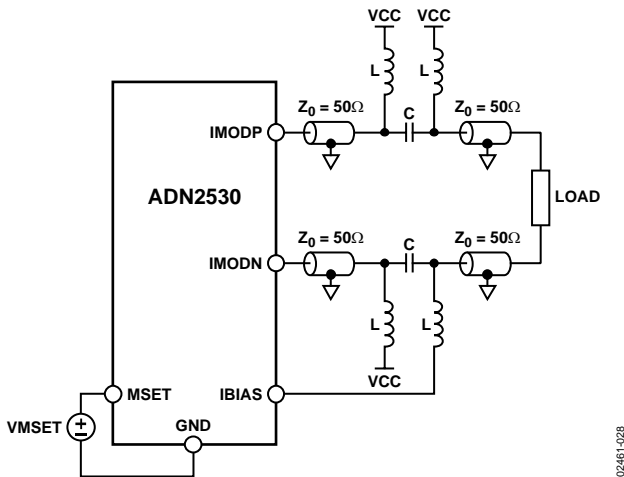 VCC
VCC
L
L
Z0 = 50Ω
C
Z0 = 50Ω
IMODP
ADN2530
LOAD
Z0 = 50Ω
C
Z0 = 50Ω
IMODN
L
L
VCC
MSET
IBIAS
VMSET
GND
02461-028